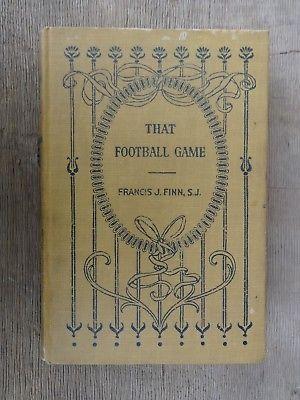 THAT
FOOTBALL GAME
FRANCIS J. FINN, S.J.